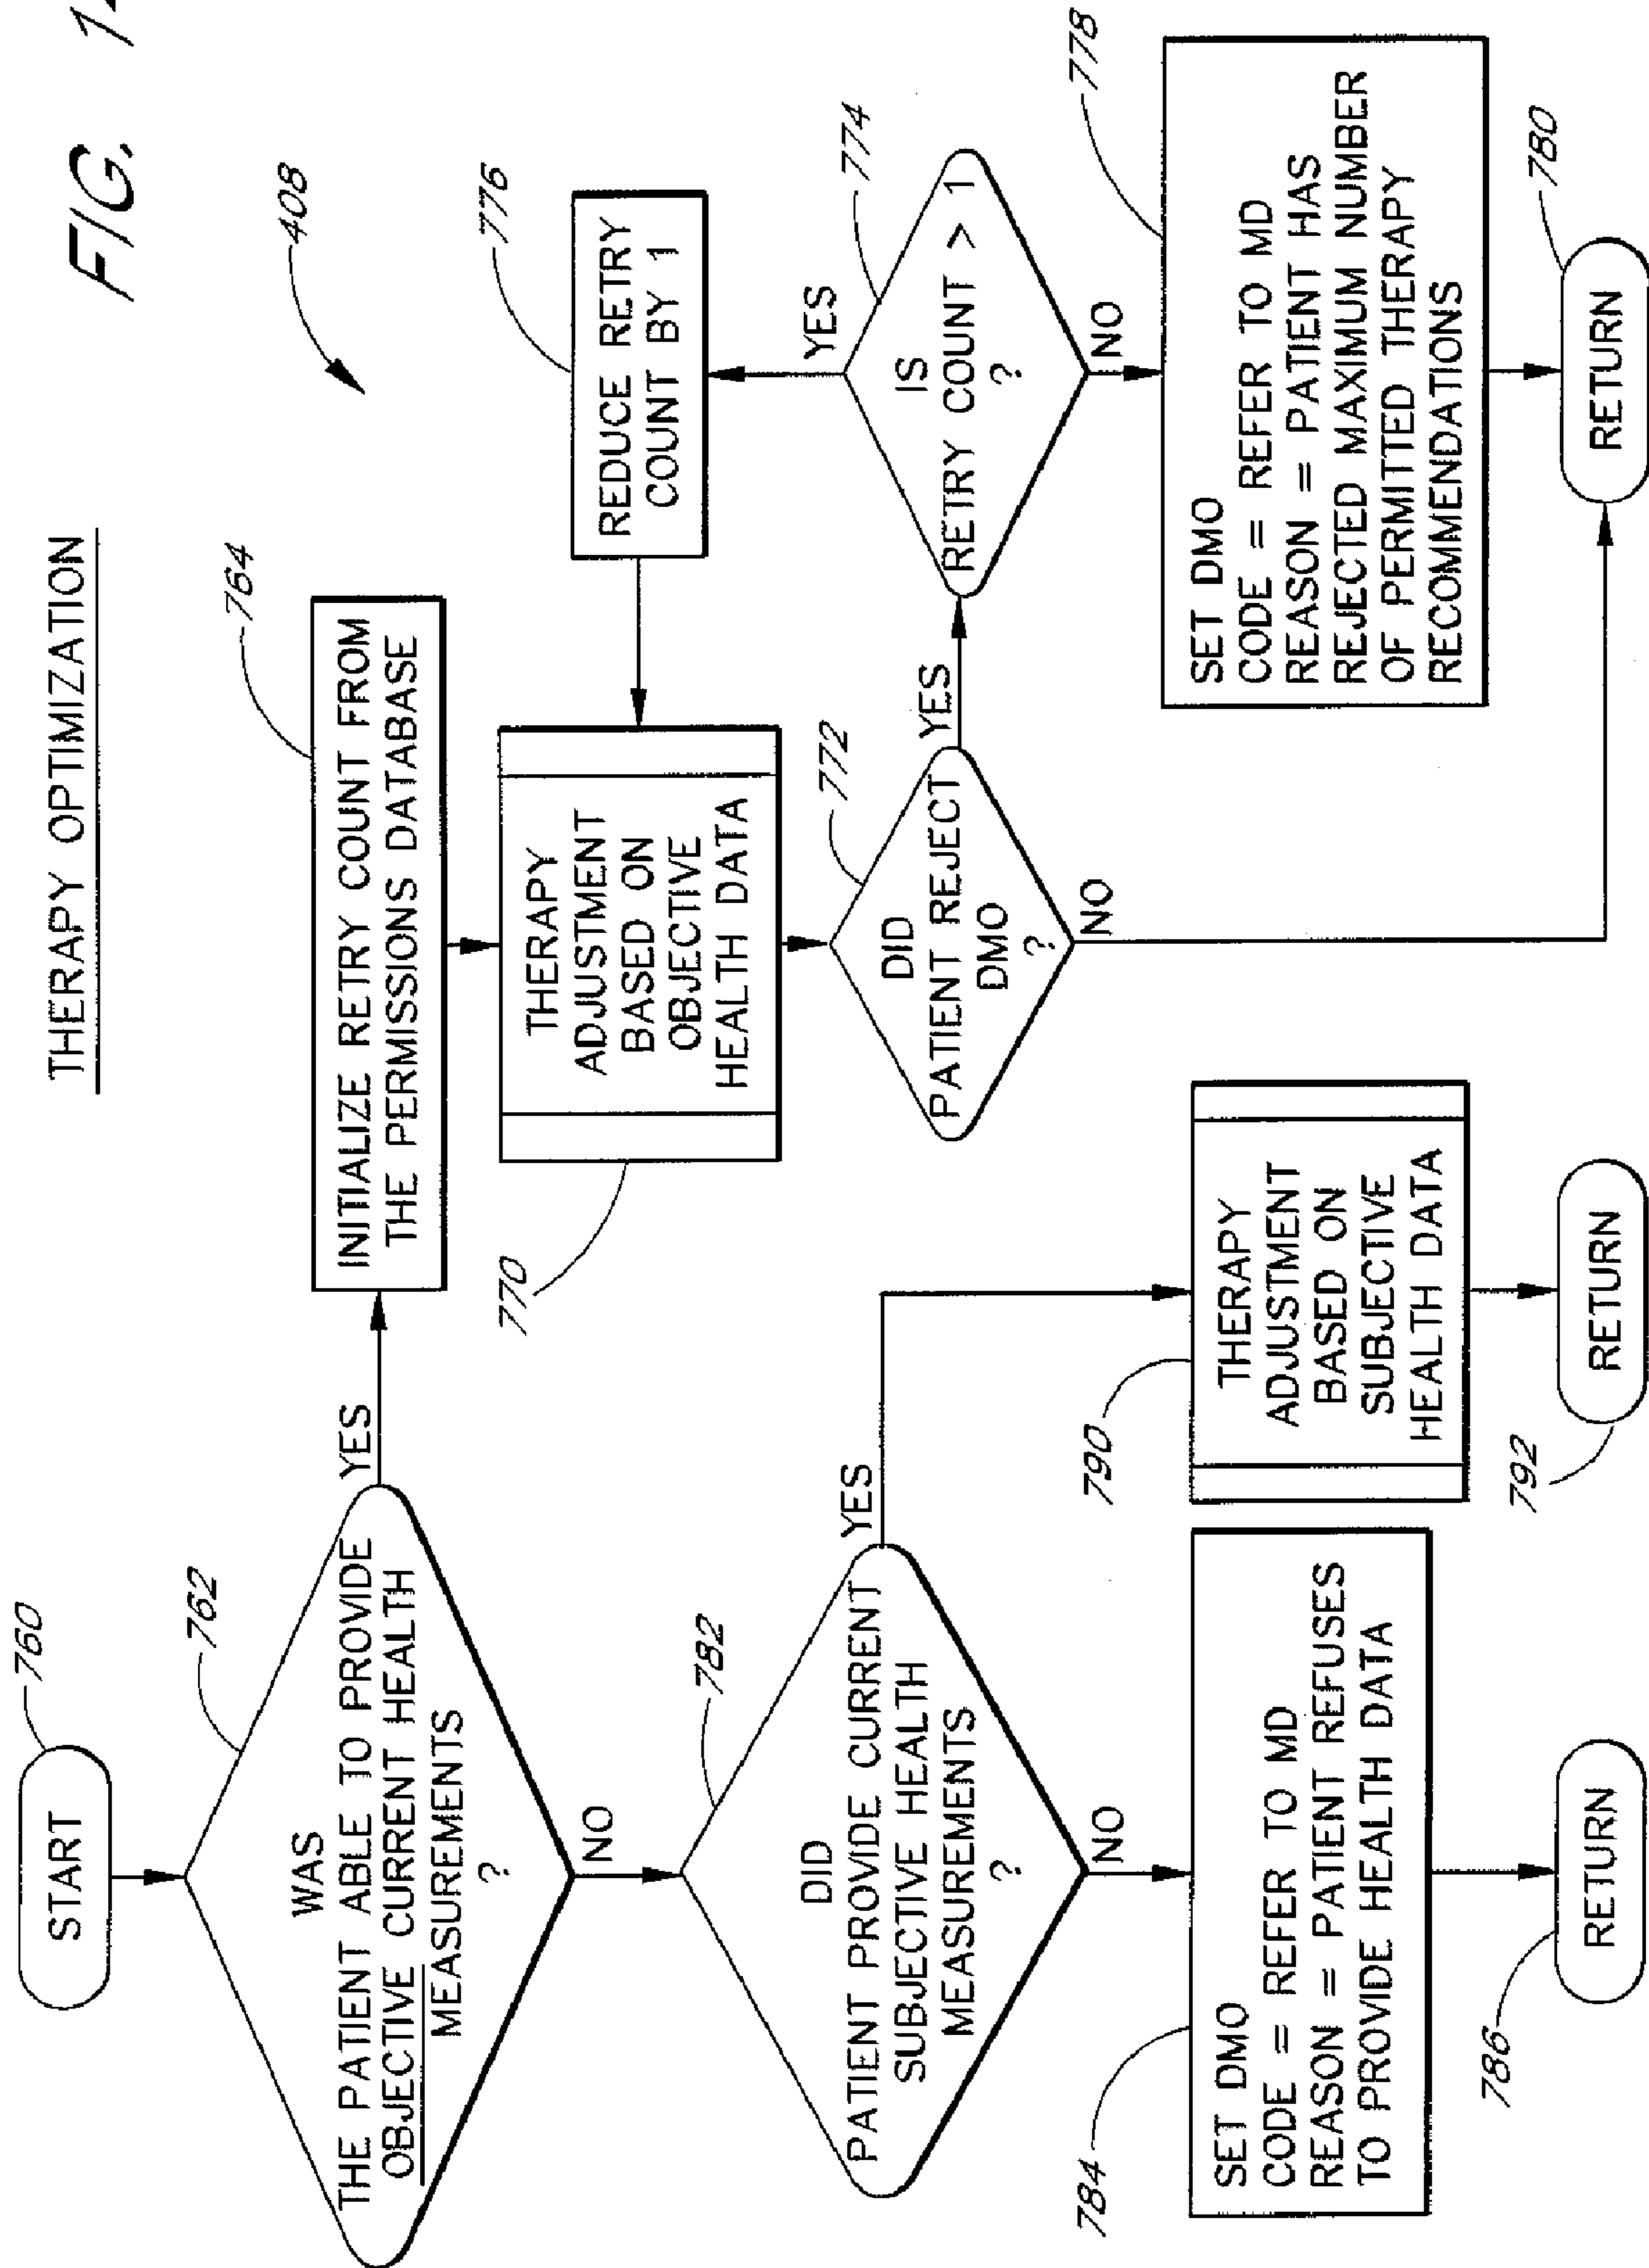 FIG.
THERAPY OPTIMIZATION
408
START
760
WAS
THE PATIENT ABLE TO PROVIDE
OBJECTIVE CURRENT HEALTH
MEASUREMENTS
?
762
YES
NO
INITIALIZE RETRY COUNT FROM
THE PERMISSIONS DATABASE
764
THERAPY
ADJUSTMENT
BASED ON
OBJECTIVE
HEALTH DATA
770
REDUCE RETRY
COUNT BY 1
776
DID
PATIENT REJECT
DMO
?
772
YES
NO
IS
RETRY COUNT > 1
?
774
YES
NO
SET DMO
CODE = REFER TO MD
REASON = PATIENT HAS
REJECTED MAXIMUM NUMBER
OF PERMITTED THERAPY
RECOMMENDATIONS
778
RETURN
780
DID
PATIENT PROVIDE CURRENT
SUBJECTIVE HEALTH
MEASUREMENTS
?
782
YES
NO
THERAPY
ADJUSTMENT
BASED ON
SUBJECTIVE
HEALTH DATA
790
RETURN
792
SET DMO
CODE = REFER TO MD
REASON = PATIENT REFUSES
TO PROVIDE HEALTH DATA
784
RETURN
786